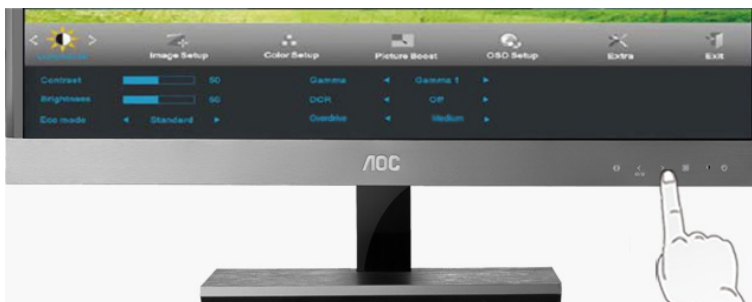 < > Image Setup Color Setup Picture Boost OSD Setup Extra Exit
Luminance
Contrast 50 Gamma Gamma 1
Brightness 50 DCR Off
Eco mode Standard Overdrive Medium
AOC